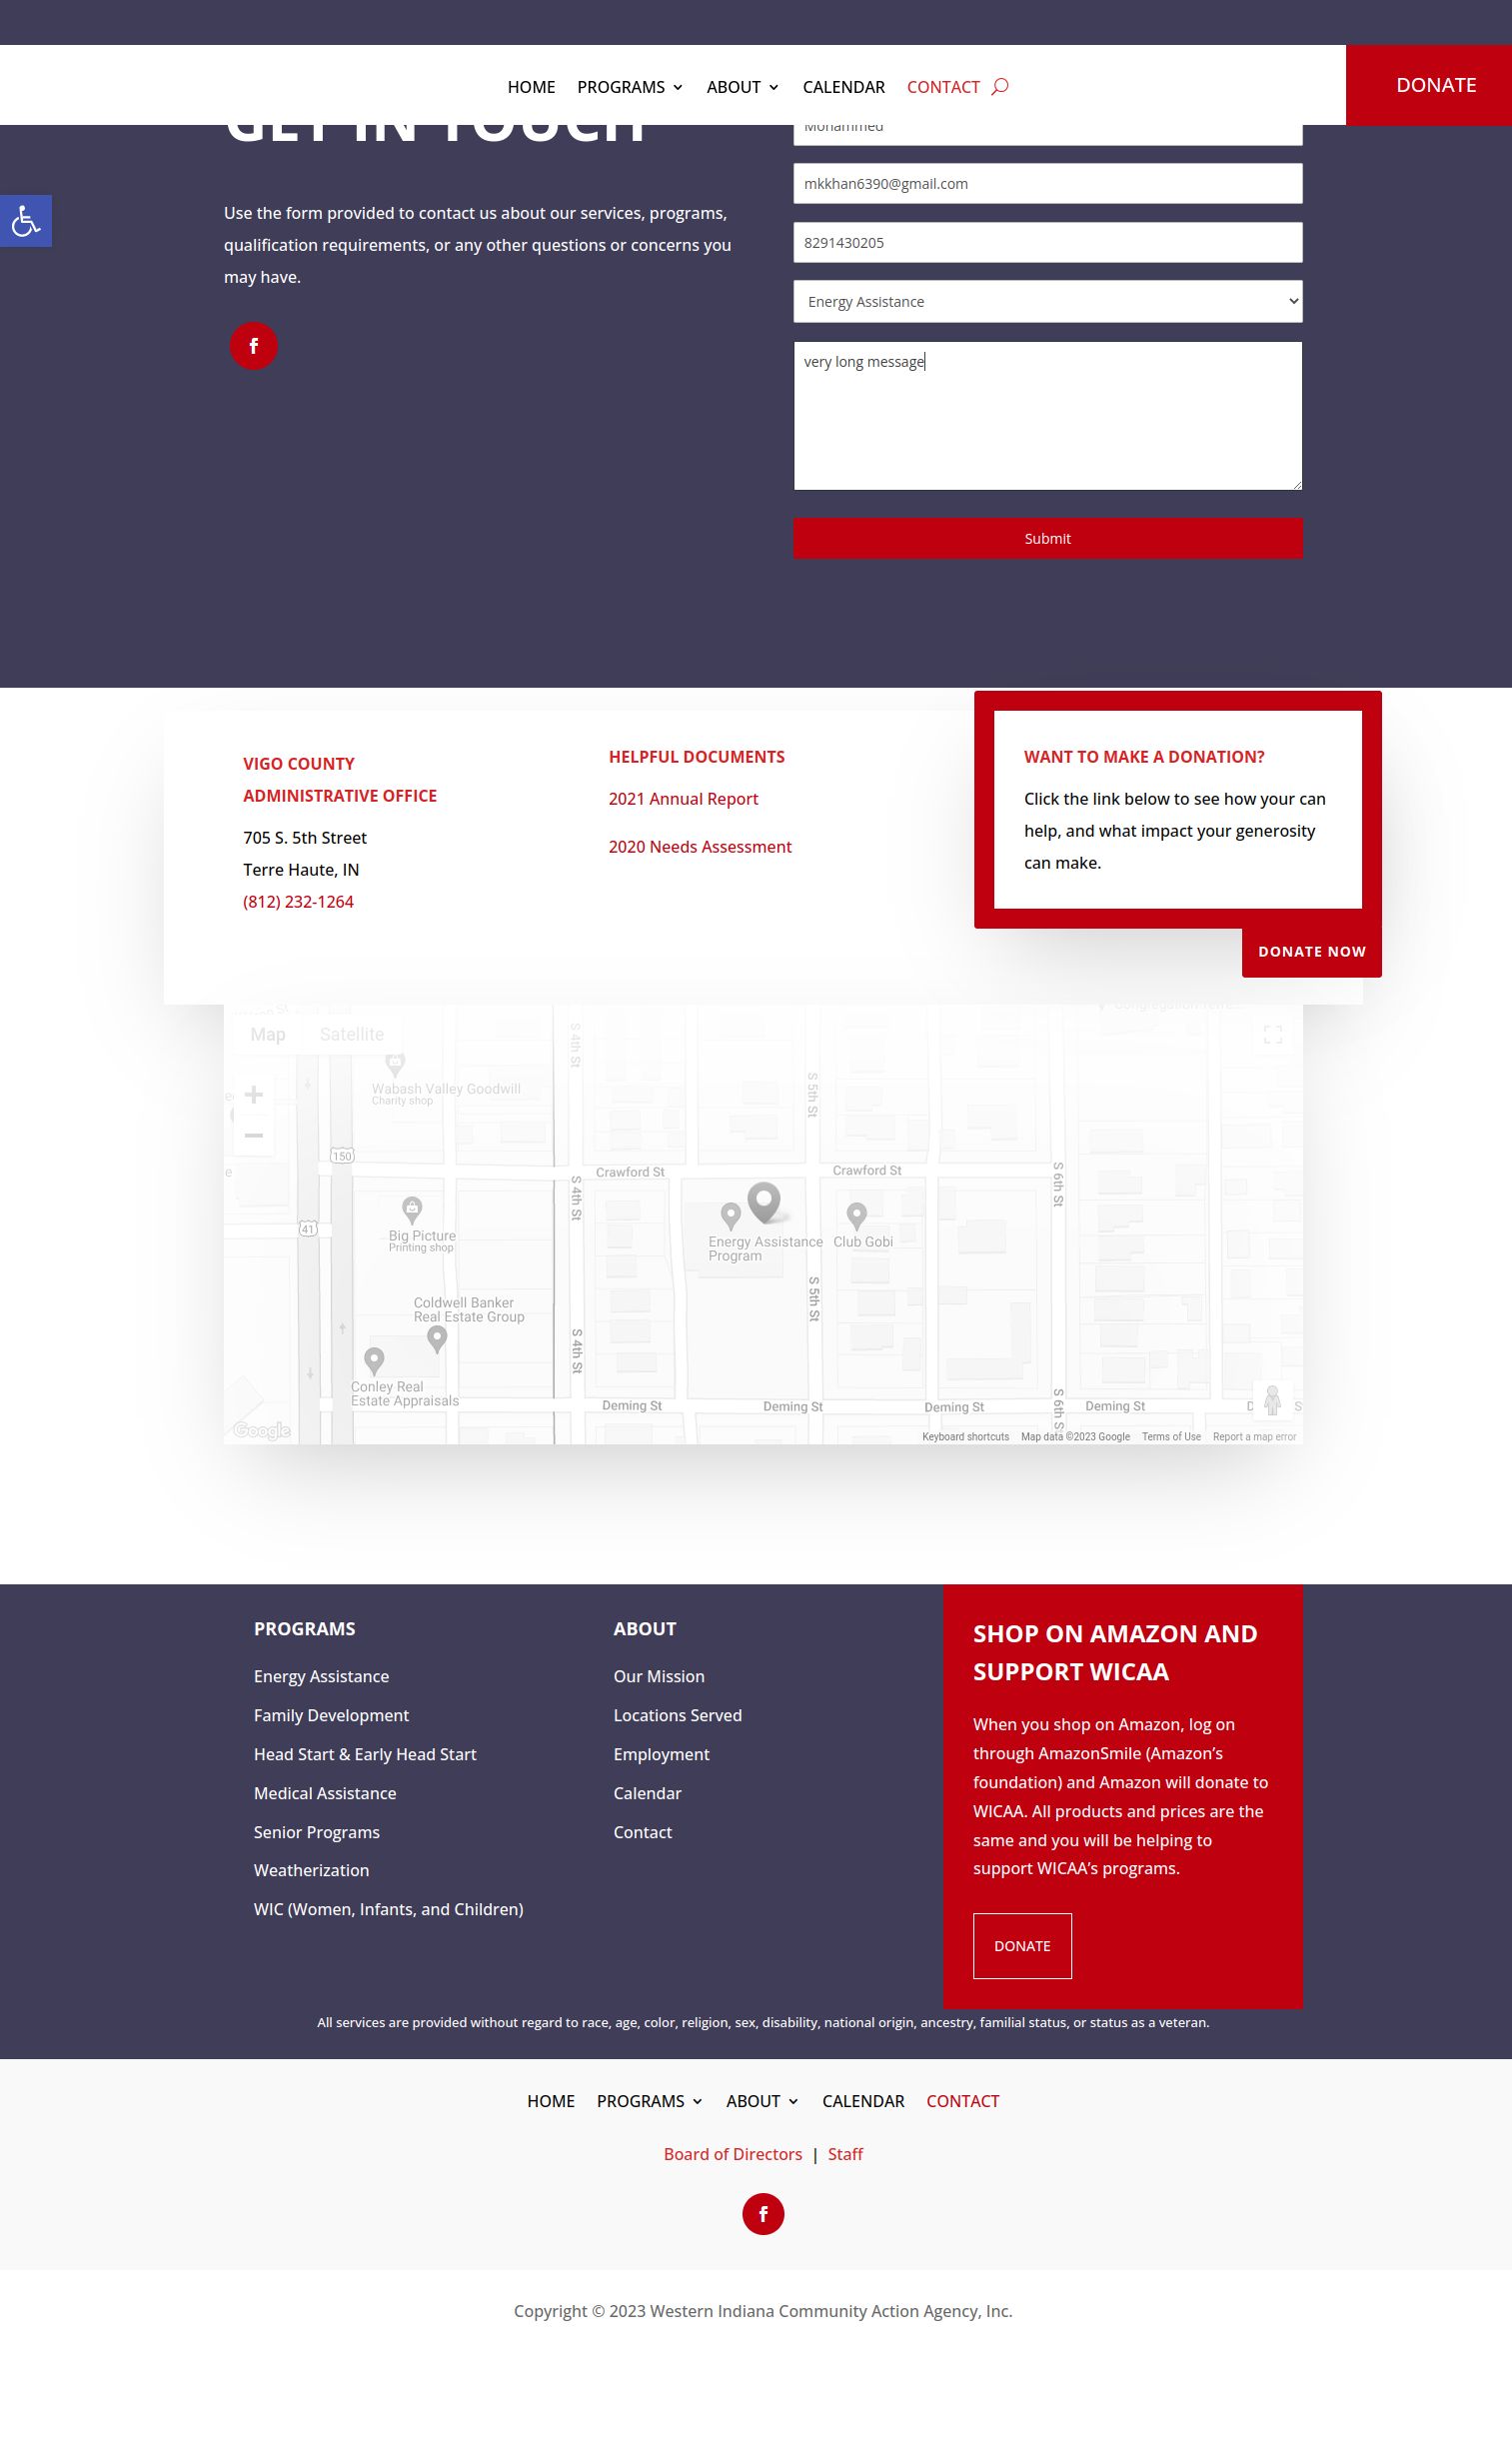 HOME PROGRAMS ABOUT CALENDAR CONTACT
DONATE
GET IN TOUCH
Use the form provided to contact us about our services, programs,
qualification requirements, or any other questions or concerns you
may have.
Mohammed
mkkhan6390@gmail.com
8291430205
Energy Assistance
very long message
Submit
VIGO COUNTY
ADMINISTRATIVE OFFICE
705 S. 5th Street
Terre Haute, IN
(812) 232-1264
HELPFUL DOCUMENTS
2021 Annual Report
2020 Needs Assessment
WANT TO MAKE A DONATION?
Click the link below to see how your can
help, and what impact your generosity
can make.
DONATE NOW
Map Satellite
Wabash Valley Goodwill
Charity shop
S 4th St
S 5th St
150
Crawford St
Crawford St
S 4th St
S 6th St
41
Big Picture
Printing shop
Energy Assistance
Program
Club Gobi
Coldwell Banker
Real Estate Group
S 5th St
S 4th St
Conley Real
Estate Appraisals
Deming St
Deming St
Deming St
Deming St
S 6th S
Google
Keyboard shortcuts Map data ©2023 Google Terms of Use Report a map error
PROGRAMS
Energy Assistance
Family Development
Head Start & Early Head Start
Medical Assistance
Senior Programs
Weatherization
WIC (Women, Infants, and Children)
ABOUT
Our Mission
Locations Served
Employment
Calendar
Contact
SHOP ON AMAZON AND
SUPPORT WICAA
When you shop on Amazon, log on
through AmazonSmile (Amazon's
foundation) and Amazon will donate to
WICAA. All products and prices are the
same and you will be helping to
support WICAA's programs.
DONATE
All services are provided without regard to race, age, color, religion, sex, disability, national origin, ancestry, familial status, or status as a veteran.
HOME PROGRAMS ABOUT CALENDAR CONTACT
Board of Directors | Staff
Copyright © 2023 Western Indiana Community Action Agency, Inc.